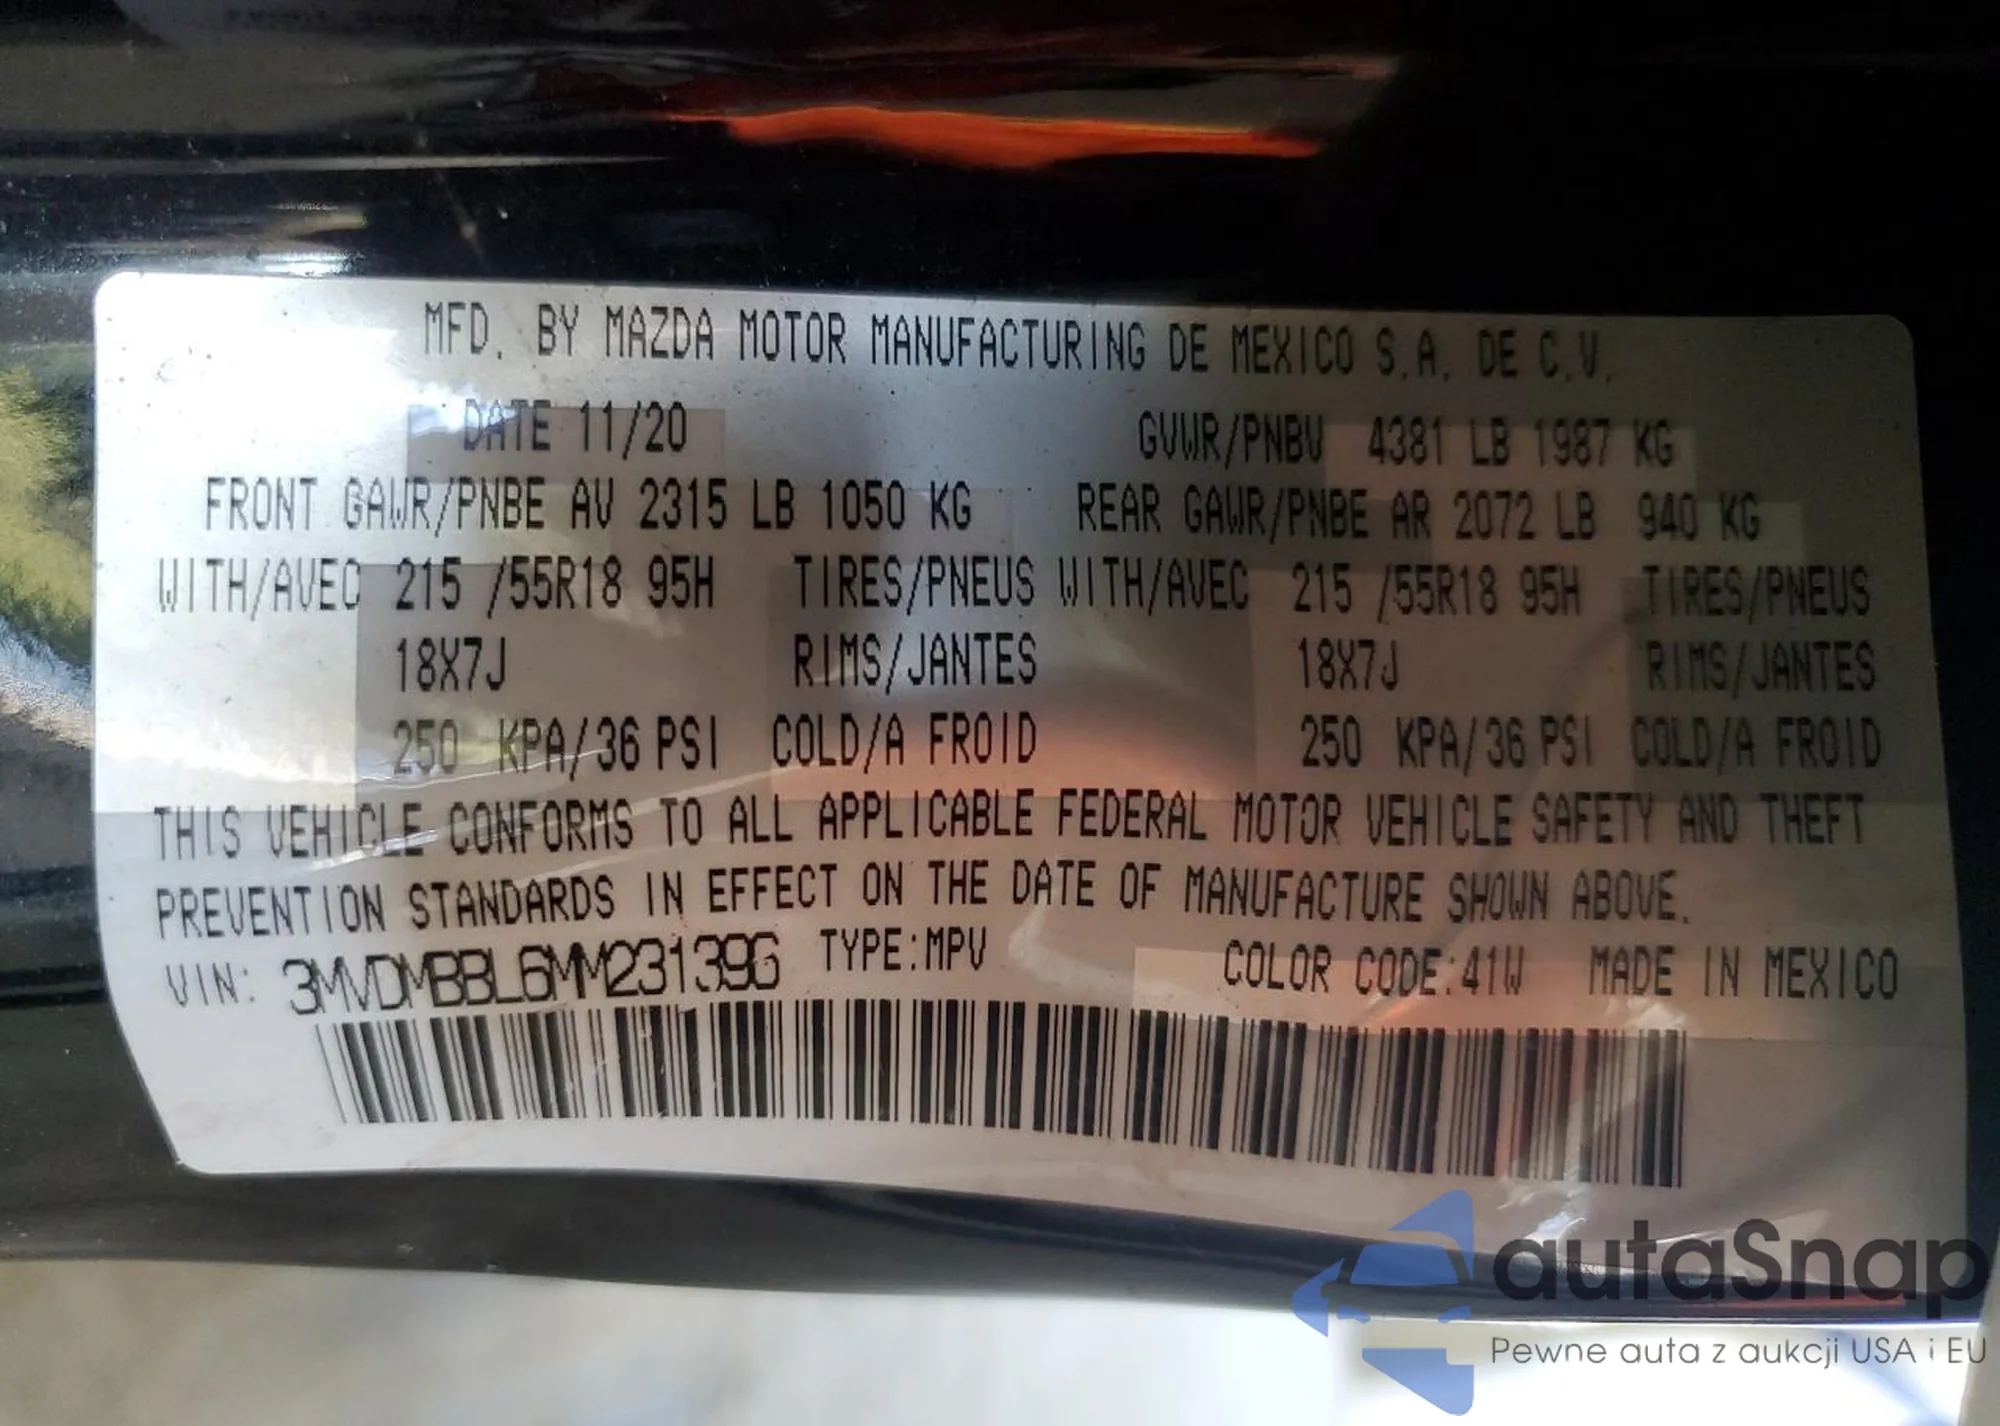 MFD. BY MAZDA MOTOR MANUFACTURING DE MEXICO S.A. DE C.V.
DATE 11/20 GVWR/PNBV 4381 LB 1987 KG
FRONT GAWR/PNBE AV 2315 LB 1050 KG REAR GAWR/PNBE AR 2072 LB 940 KG
WITH/AVEC 215 /55R18 95H TIRES/PNEUS WITH/AVEC 215 /55R18 95H TIRES/PNEUS
18X7J RIMS/JANTES 18X7J RIMS/JANTES
250 KPA/36 PSI COLD/A FROID 250 KPA/36 PSI COLD/A FROID
THIS VEHICLE CONFORMS TO ALL APPLICABLE FEDERAL MOTOR VEHICLE SAFETY AND THEFT
PREVENTION STANDARDS IN EFFECT ON THE DATE OF MANUFACTURE SHOWN ABOVE.
VIN: 3MVDMBBL6MM231396 TYPE:MPV COLOR CODE:41W MADE IN MEXICO
autaSnap
Pewne auta z aukcji USA i EU